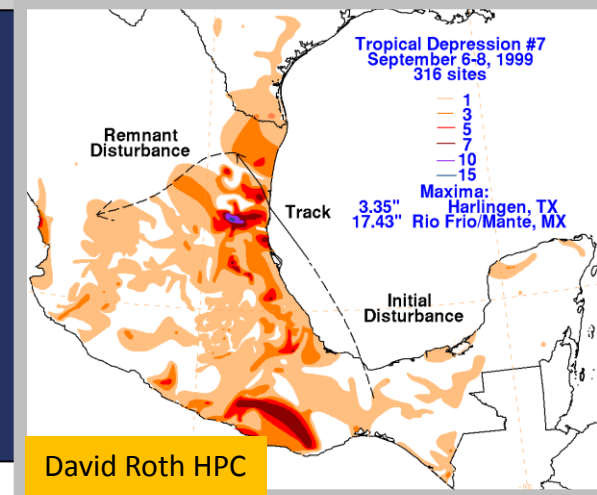 Tropical Depression #7
September 6-8, 1999
316 sites
1
3
5
7
10
15
Maxima:
3.35" Harlingen, TX
17.43" Rio Frio/Mante, MX
Remnant
Disturbance
Track
Initial
Disturbance
David Roth HPC